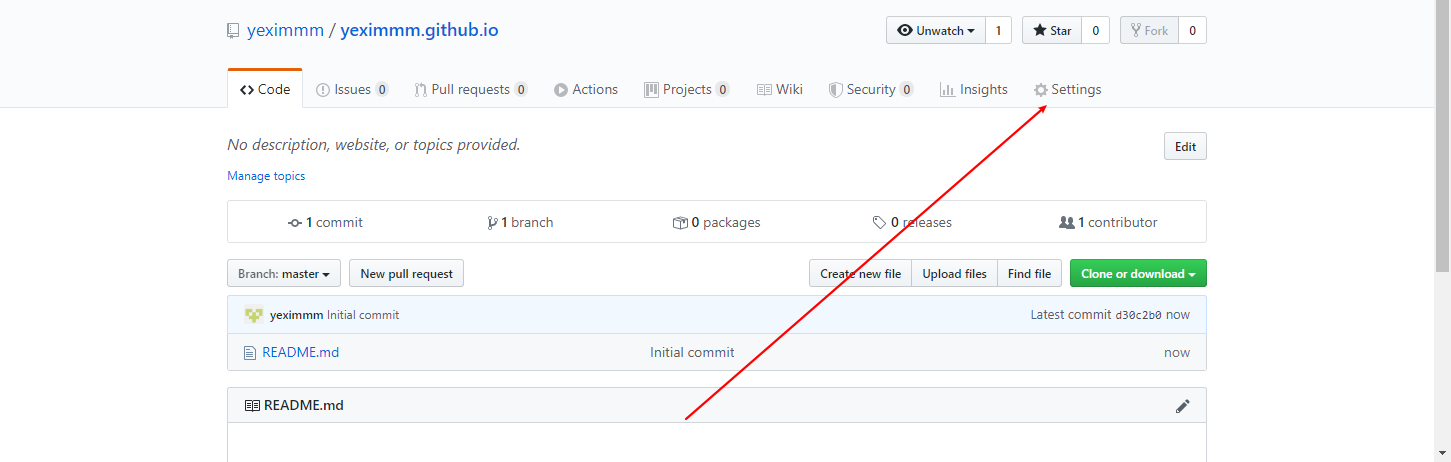 yeximmm / yeximmm.github.io Unwatch 1 Star 0 Fork 0
Code Issues 0 Pull requests 0 Actions Projects 0 Wiki Security 0 Insights Settings
No description, website, or topics provided. Edit
Manage topics
1 commit 1 branch 0 packages 0 releases 1 contributor
Branch: master New pull request Create new file Upload files Find file Clone or download
yeximmm Initial commit Latest commit d30c2b0 now
README.md Initial commit now
README.md